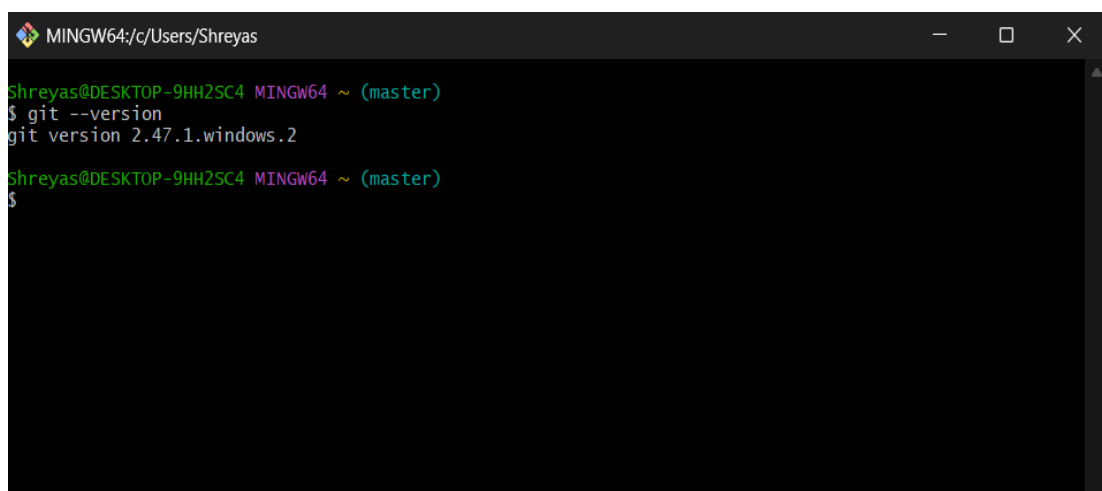 MINGW64:/c/Users/Shreyas
Shreyas@DESKTOP-9HH2SC4 MINGW64 ~ (master)
$ git --version
git version 2.47.1.windows.2
Shreyas@DESKTOP-9HH2SC4 MINGW64 ~ (master)
$